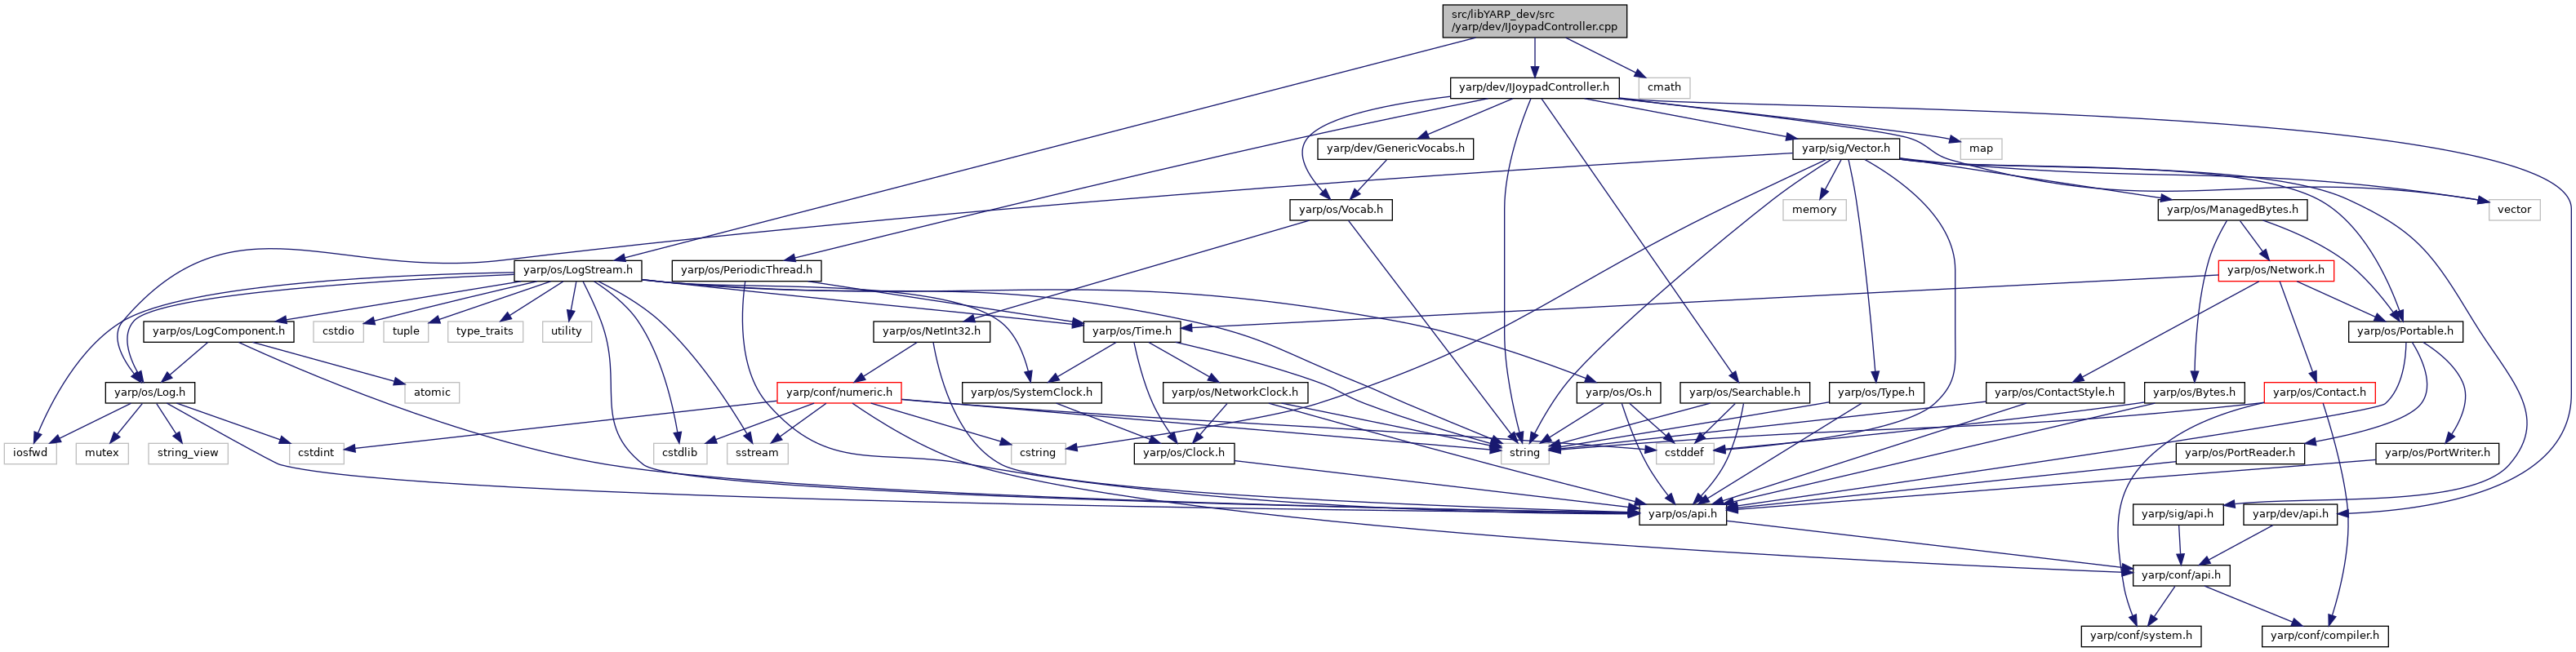 src/libYARP_dev/src
/yarp/dev/IJoypadController.cpp
yarp/dev/IJoypadController.h
cmath
yarp/dev/GenericVocabs.h
yarp/sig/Vector.h
map
yarp/os/Vocab.h
memory
yarp/os/ManagedBytes.h
vector
yarp/os/LogStream.h
yarp/os/PeriodicThread.h
yarp/os/Network.h
yarp/os/LogComponent.h
cstdio
tuple
type_traits
utility
yarp/os/NetInt32.h
yarp/os/Time.h
yarp/os/Portable.h
yarp/os/Log.h
atomic
yarp/conf/numeric.h
yarp/os/SystemClock.h
yarp/os/NetworkClock.h
yarp/os/Os.h
yarp/os/Searchable.h
yarp/os/Type.h
yarp/os/ContactStyle.h
yarp/os/Bytes.h
yarp/os/Contact.h
iosfwd
mutex
string_view
cstdint
cstdlib
sstream
cstring
yarp/os/Clock.h
string
cstddef
yarp/os/PortReader.h
yarp/os/PortWriter.h
yarp/os/api.h
yarp/sig/api.h
yarp/dev/api.h
yarp/conf/api.h
yarp/conf/system.h
yarp/conf/compiler.h